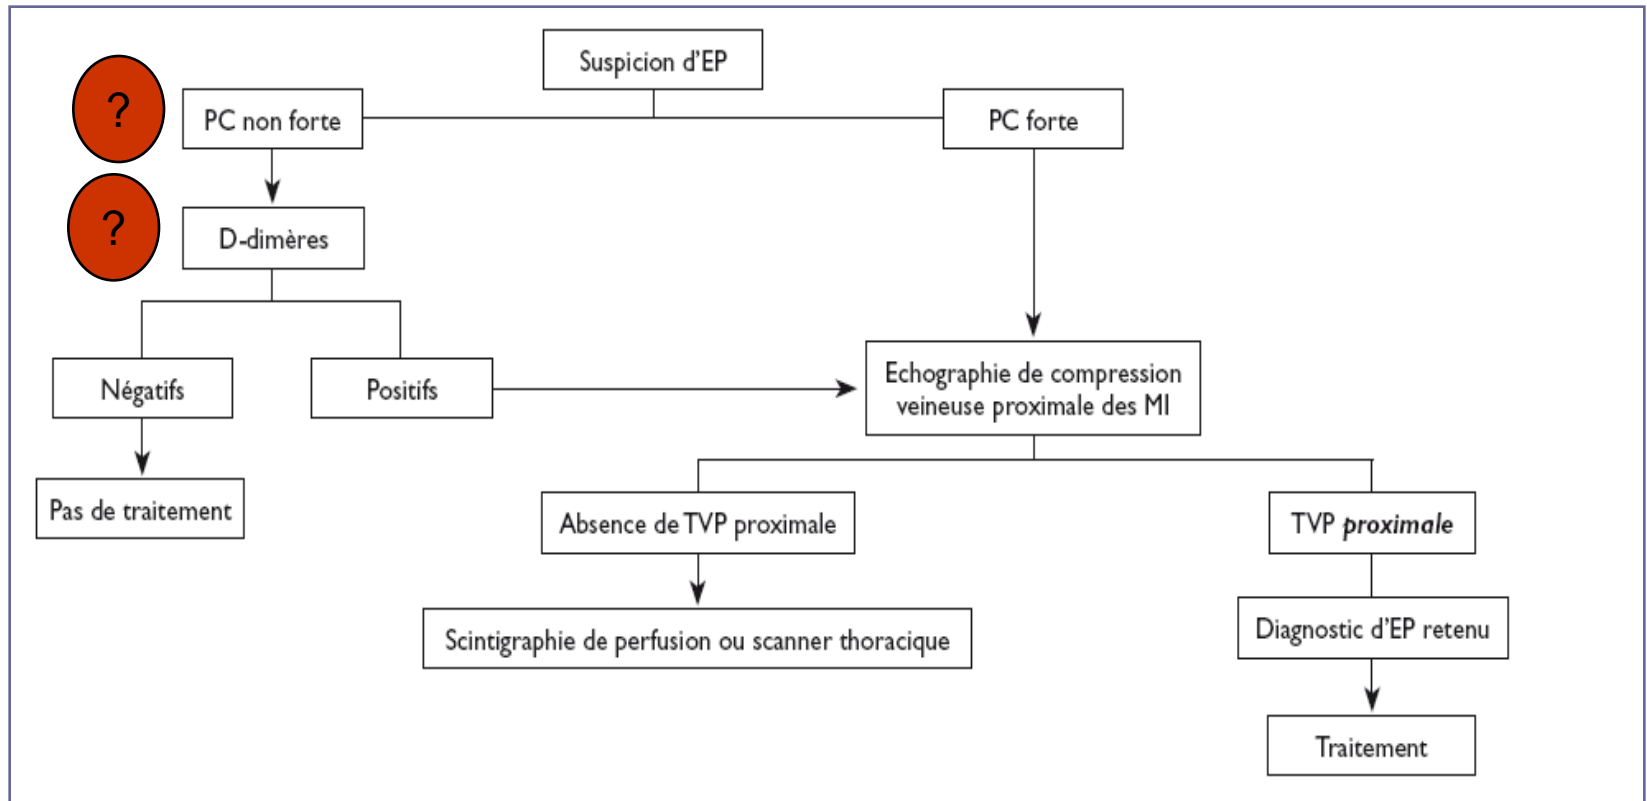 Suspicion d’EP
?
PC non forte
PC forte
?
D-dimères
Négatifs
Positifs
Echographie de compression
veineuse proximale des MI
Pas de traitement
Absence de TVP proximale
TVP proximale
Scintigraphie de perfusion ou scanner thoracique
Diagnostic d’EP retenu
Traitement